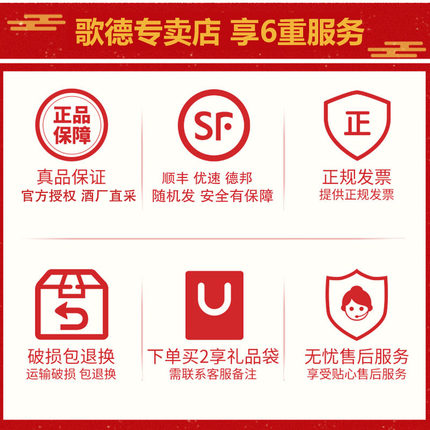 歌德专卖店 享6重服务
正品
保障
SF
正
真品保证
官方授权 酒厂直采
顺丰 优速 德邦
随机发 安全有保障
正规发票
提供正规发票
U
破损包退换
运输破损 包退换
下单买2享礼品袋
需联系客服备注
无忧售后服务
享受贴心售后服务